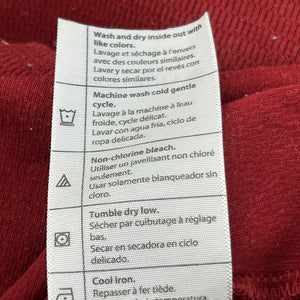 Wash and dry inside out with
like colors.
Lavage et séchage à l'envers
avec des couleurs similaires.
Lavar y secar por el revés con
colores similares.
Machine wash cold gentle
cycle.
Lavage à la machine à l'eau
froide, cycle délicat.
Lavar con agua fría, ciclo de
ropa delicada.
Non-chlorine bleach.
Utiliser un javelisant non chloré
seulement.
Usar solamente blanqueador sin
cloro.
Tumble dry low.
Sécher par culbutage à réglage
bas.
Secar en secadora en ciclo
delicado.
Cool iron.
Repasser à fer